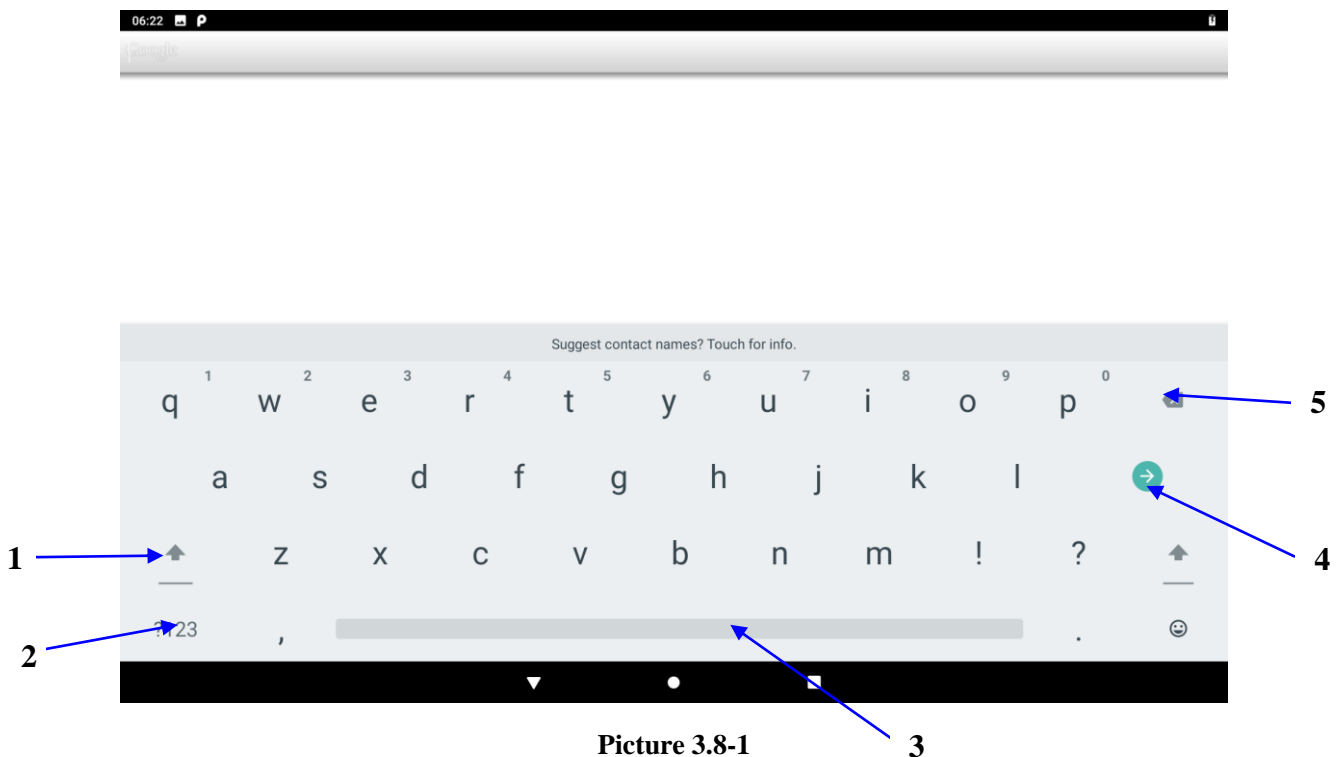 06:22
Google
Suggest contact names? Touch for info.
1 2 3 4 5 6 7 8 9 0
q w e r t y u i o p
5
a s d f g h j k l
1
z x c v b n m ! ?
4
?123 , .
2
Picture 3.8-1
3